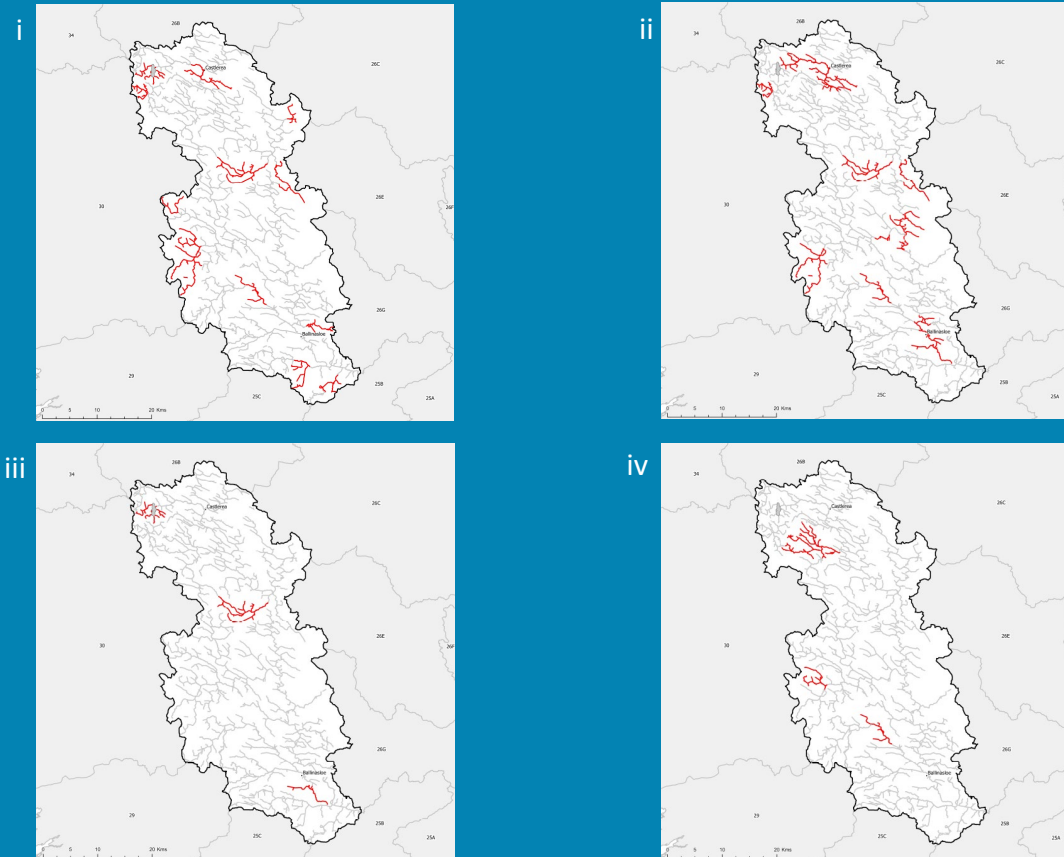 i
34
26B
26C
Castlerea
30
26E
26F
26G
Ballinasloe
29
25C
25B
25A
0 5 10 20 Kms
ii
34
26B
26C
Castlerea
30
26E
26G
Ballinasloe
29
25C
25B
0 5 10 20 Kms
iii
34
26B
26C
Castlerea
30
26E
26F
26G
Ballinasloe
29
25C
25B
25A
0 5 10 20 Kms
iv
34
26B
26C
Castlerea
30
26E
26G
Ballinasloe
29
25C
25B
25A
0 5 10 20 Kms